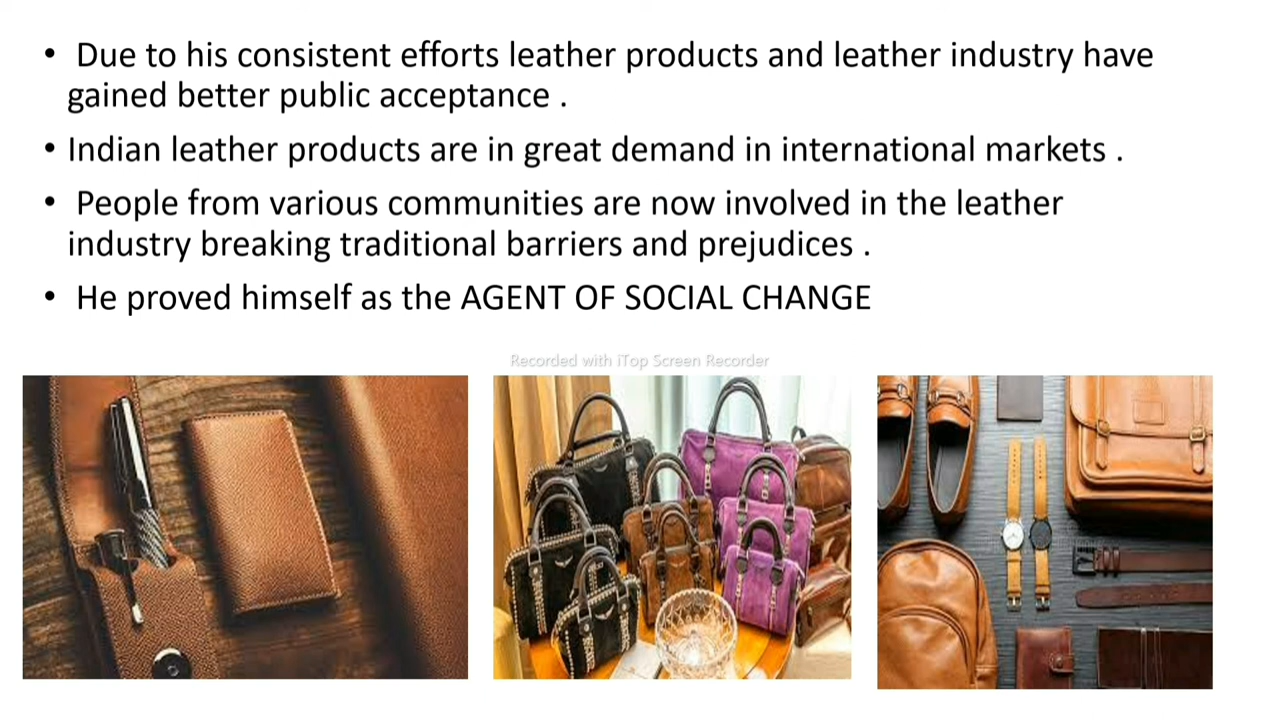 • Due to his consistent efforts leather products and leather industry have
gained better public acceptance .
• Indian leather products are in great demand in international markets .
• People from various communities are now involved in the leather
industry breaking traditional barriers and prejudices .
• He proved himself as the AGENT OF SOCIAL CHANGE
Recorded with iTop Screen Recorder